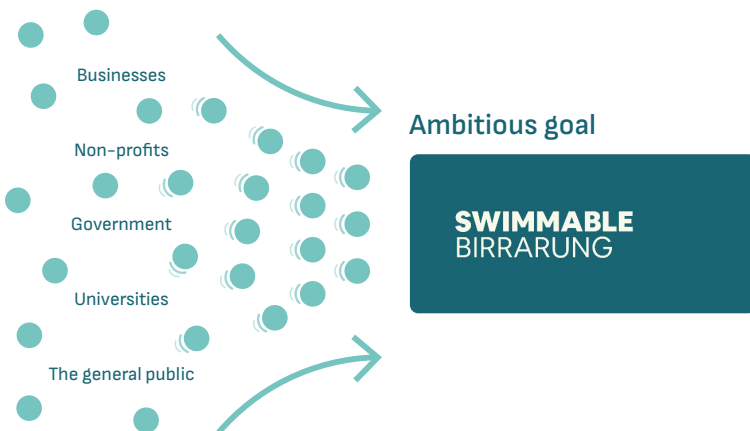 Businesses
Non-profits
Government
Universities
The general public
Ambitious goal
SWIMMABLE
BIRRARUNG